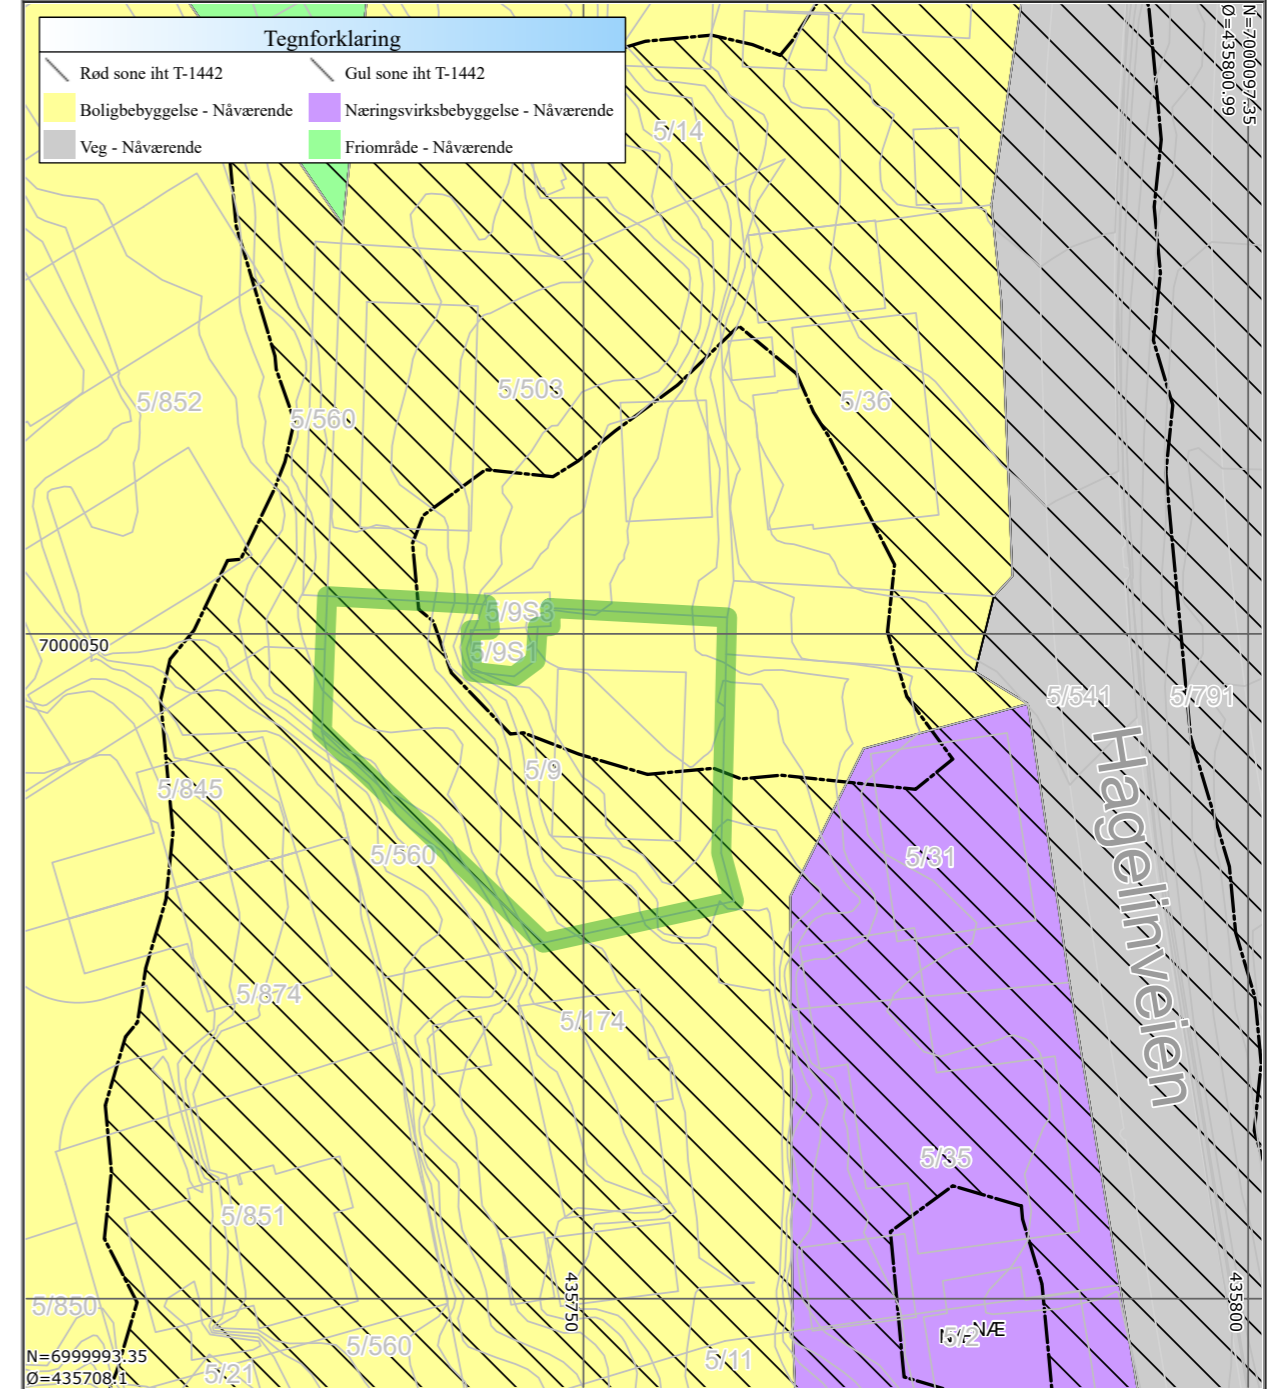 Tegnforklaring
Rød sone iht T-1442
Gul sone iht T-1442
Boligbebyggelse - Nåværende
Næringsvirksbebyggelse - Nåværende
Veg - Nåværende
Friområde - Nåværende
N=7000097.35
Ø=435800.99
5/14
5/852
5/560
5/503
5/36
5/9S3
5/9S1
7000050
5/541
5/791
5/9
5/845
5/560
5/31
Hagelinveien
5/874
5/174
5/35
5/851
5/850
435750
435800
NÆ
5/2
5/560
5/11
5/21
N=6999993.35
Ø=435708.1